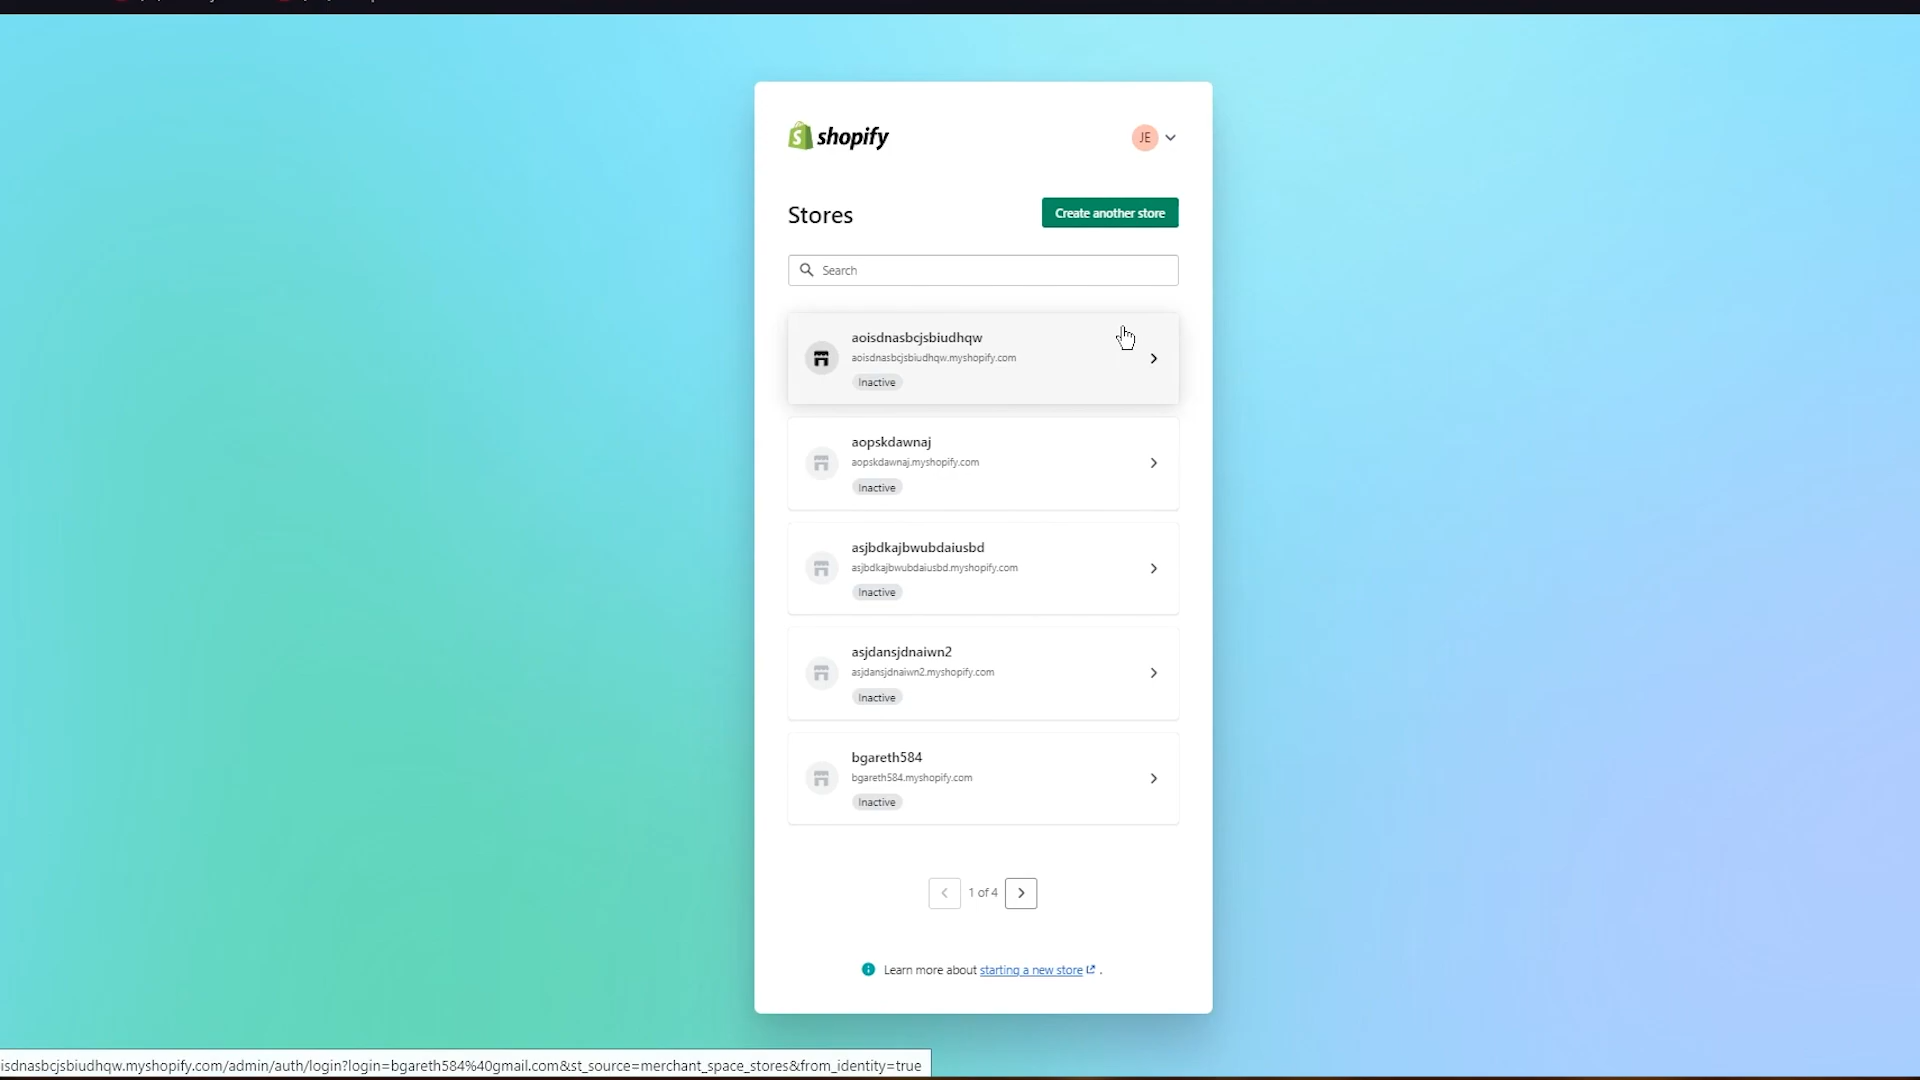 shopify
JE
Stores
Create another store
Search
aoisdnasbcjsbiudhqw
aoisdnasbcjsbiudhqw.myshopify.com
Inactive
aopskdawnaj
aopskdawnaj.myshopify.com
Inactive
asjbdkajbwubdaiusbd
asjbdkajbwubdaiusbd.myshopify.com
Inactive
asjdansjdnaiwn2
asjdansjdnaiwn2.myshopify.com
Inactive
bgareth584
bgareth584.myshopify.com
Inactive
1 of 4
Learn more about starting a new store .
isdnasbcjsbiudhqw.myshopify.com/admin/auth/login?login=bgareth584%40gmail.com&st_source=merchant_space_stores&from_identity=true